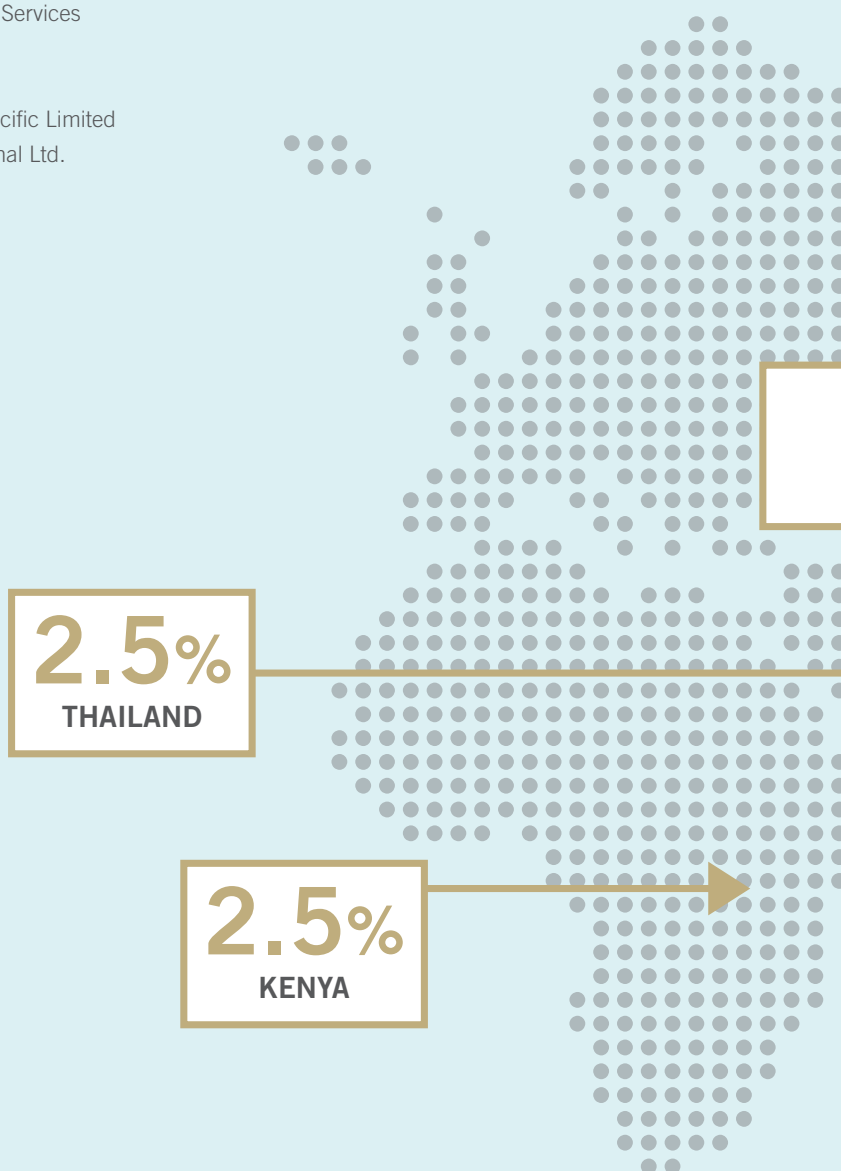 Services
cific Limited
nal Ltd.
2.5%
THAILAND
2.5%
KENYA